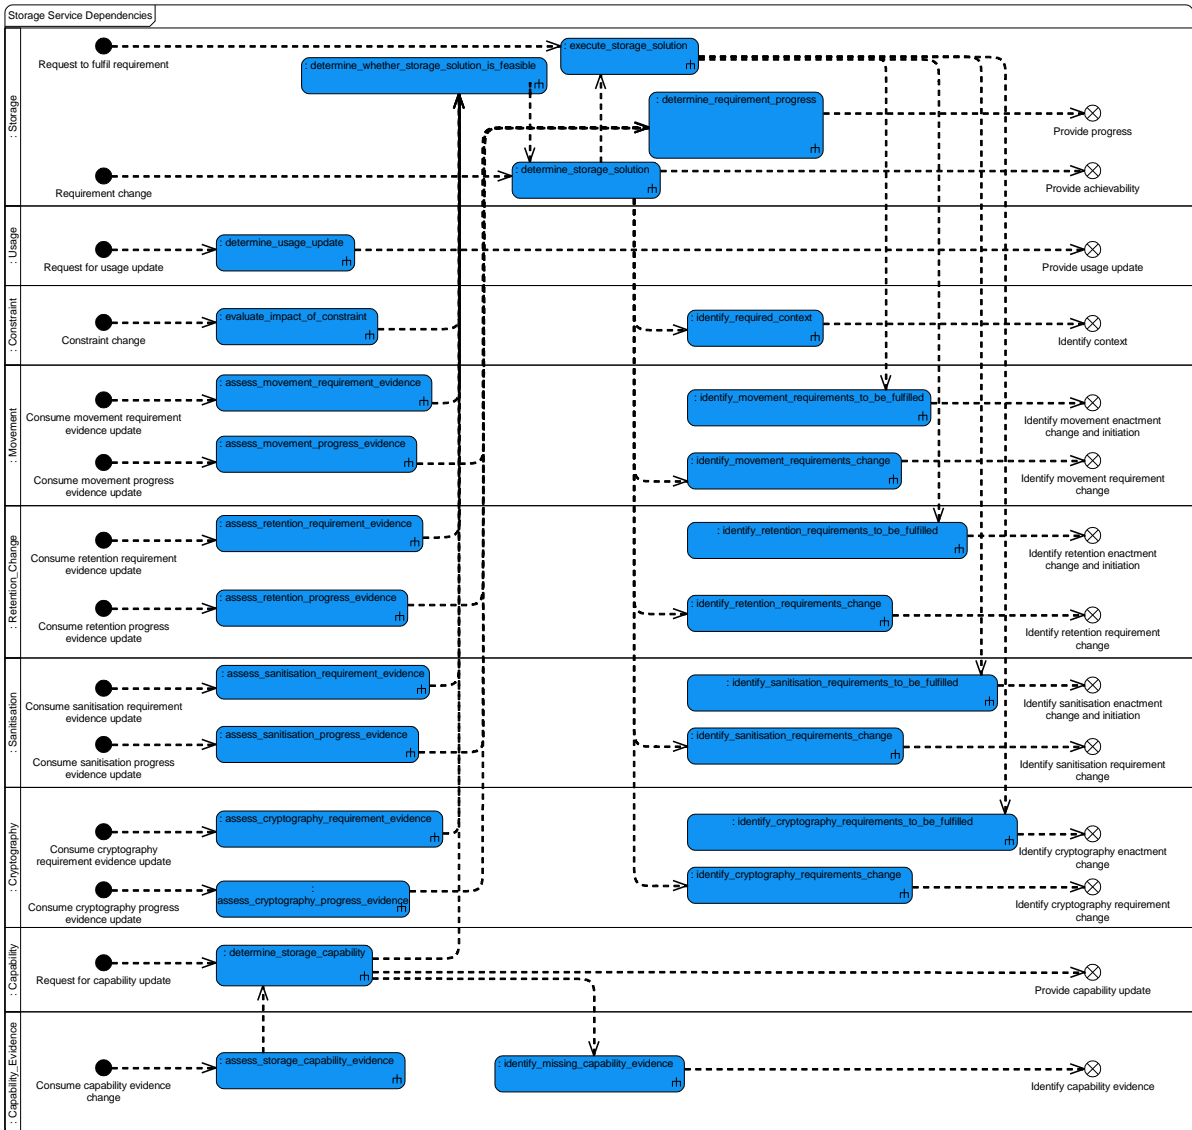 Storage Service Dependencies
: Storage
Request to fulfil requirement
: execute_storage_solution
: determine_whether_storage_solution_is_feasible
: determine_requirement_progress
Provide progress
Requirement change
: determine_storage_solution
Provide achievability
: Usage
Request for usage update
: determine_usage_update
Provide usage update
: Constraint
Constraint change
: evaluate_impact_of_constraint
: identify_required_context
Identify context
: Movement
Consume movement requirement
evidence update
: assess_movement_requirement_evidence
: identify_movement_requirements_to_be_fulfilled
Identify movement enactment
change and initiation
Consume movement progress
evidence update
: assess_movement_progress_evidence
: identify_movement_requirements_change
Identify movement requirement
change
: Retention_Change
Consume retention requirement
evidence update
: assess_retention_requirement_evidence
: identify_retention_requirements_to_be_fulfilled
Identify retention enactment
change and initiation
Consume retention progress
evidence update
: assess_retention_progress_evidence
: identify_retention_requirements_change
Identify retention requirement
change
: Sanitisation
Consume sanitisation requirement
evidence update
: assess_sanitisation_requirement_evidence
: identify_sanitisation_requirements_to_be_fulfilled
Identify sanitisation enactment
change and initiation
Consume sanitisation progress
evidence update
: assess_sanitisation_progress_evidence
: identify_sanitisation_requirements_change
Identify sanitisation requirement
change
: Cryptography
Consume cryptography
requirement evidence update
: assess_cryptography_requirement_evidence
: identify_cryptography_requirements_to_be_fulfilled
Identify cryptography enactment
change
Consume cryptography progress
evidence update
:
assess_cryptography_progress_evidence
: identify_cryptography_requirements_change
Identify cryptography requirement
change
: Capability
Request for capability update
: determine_storage_capability
Provide capability update
: Capability_Evidence
Consume capability evidence
change
: assess_storage_capability_evidence
: identify_missing_capability_evidence
Identify capability evidence